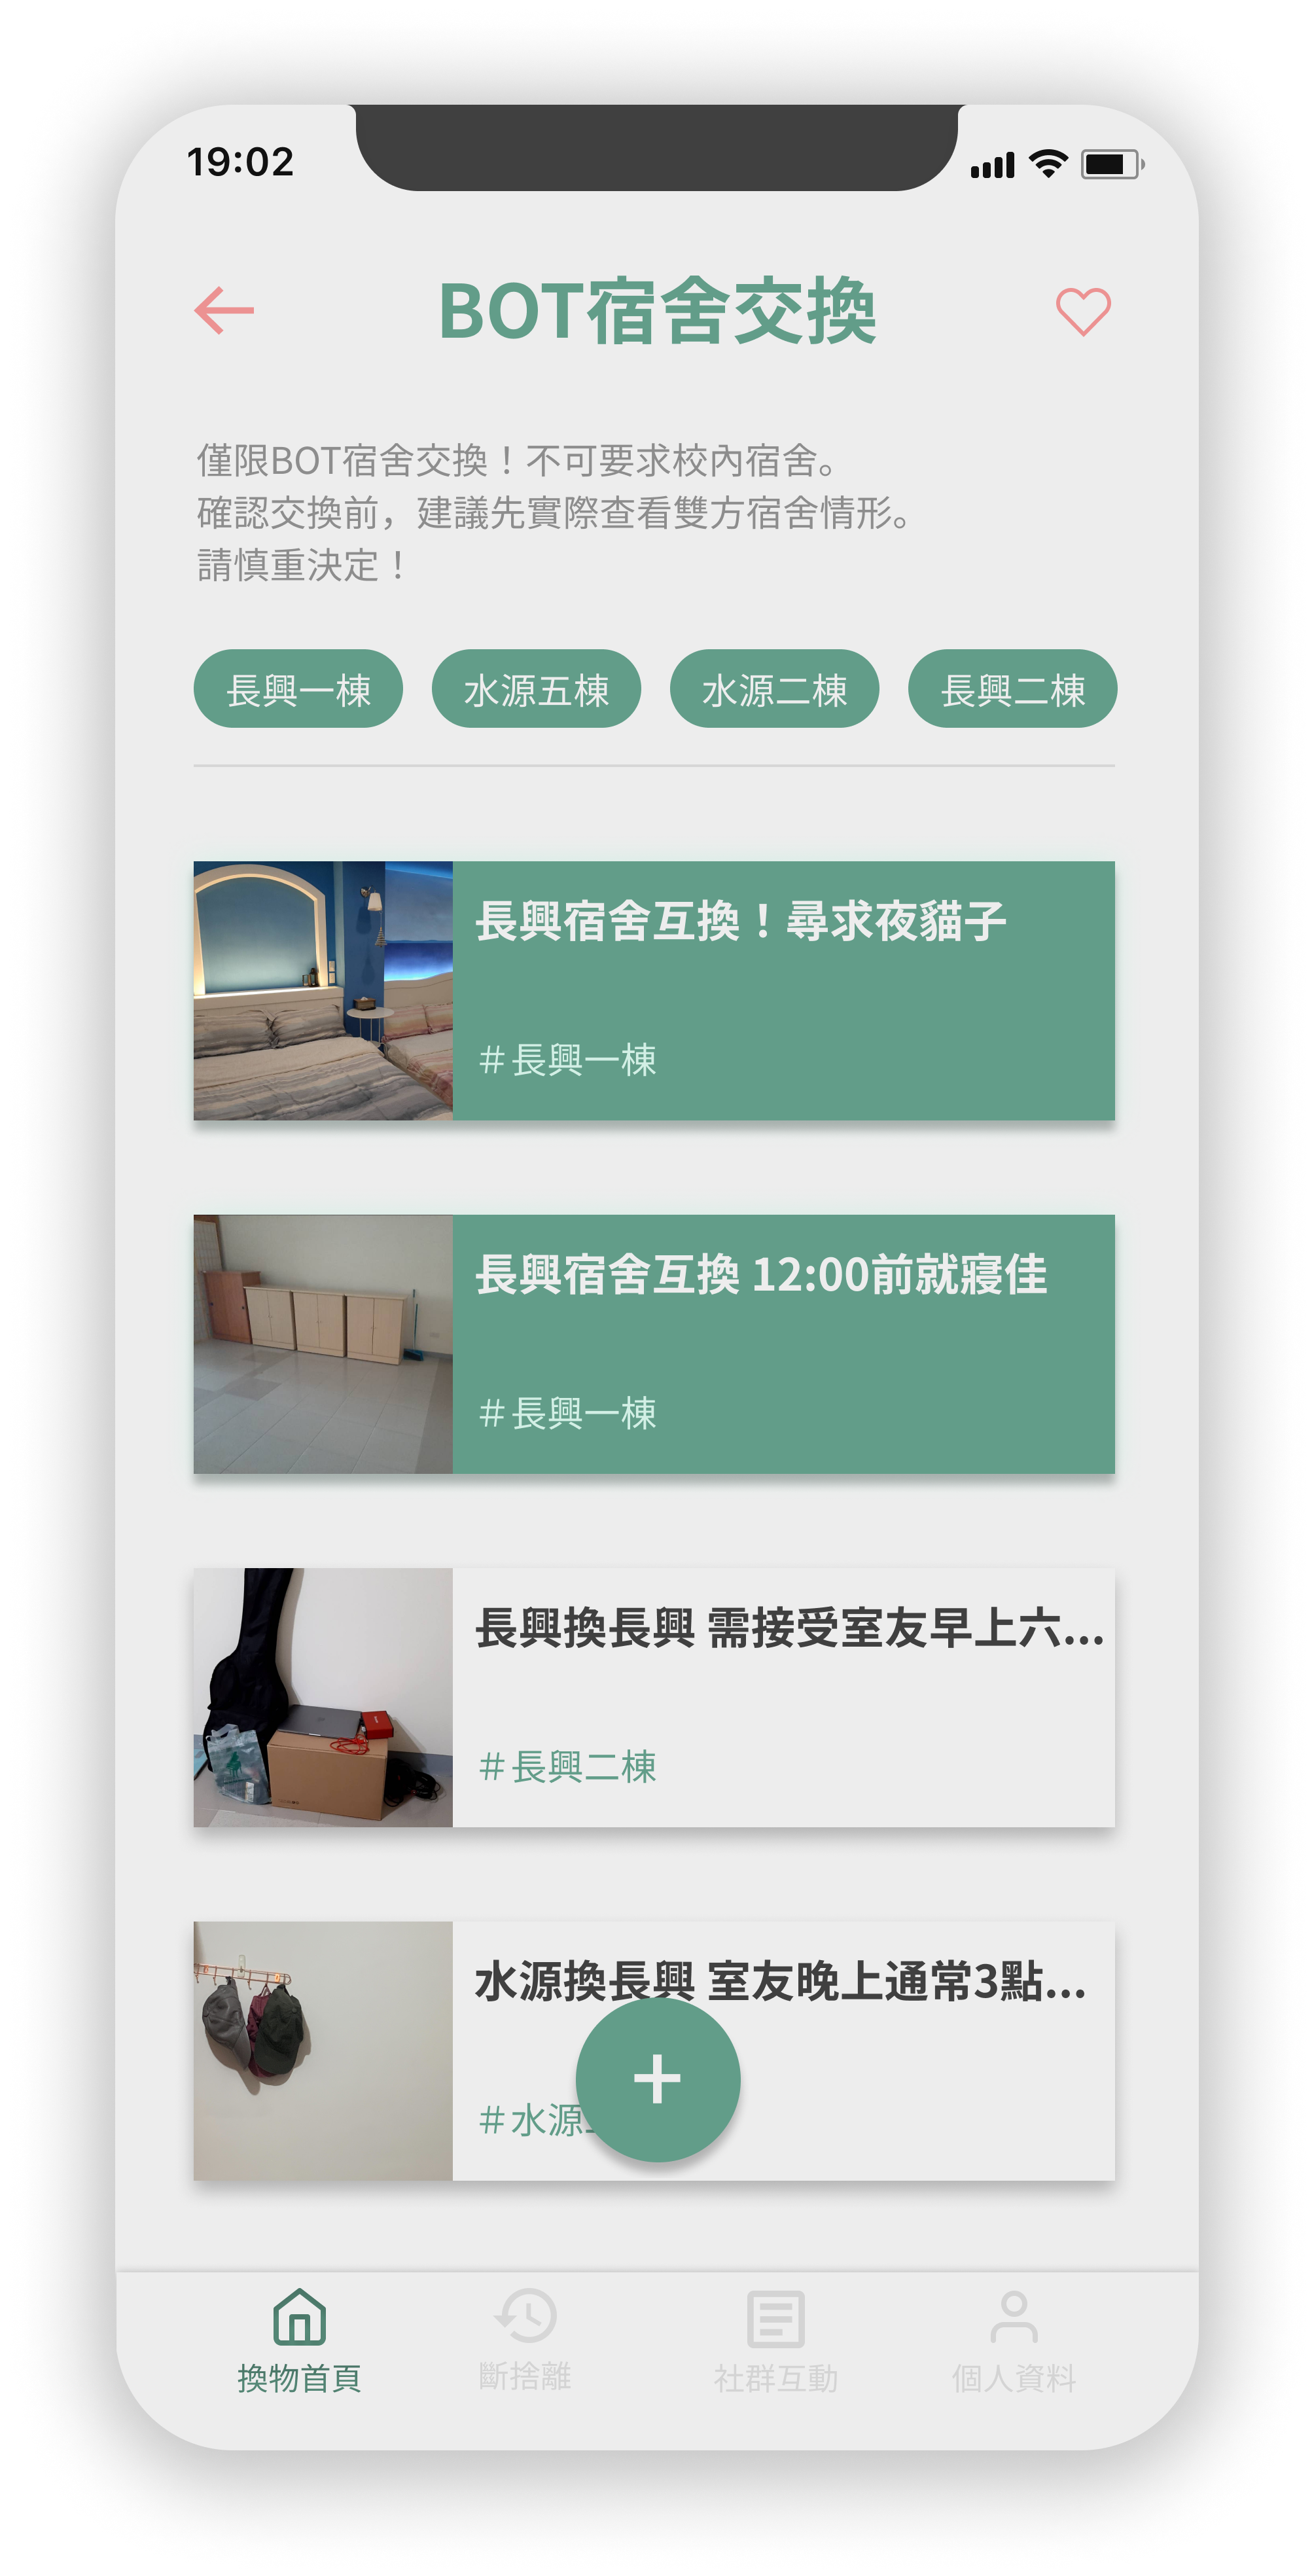 19:02
BOT宿舍交換
僅限BOT宿舍交換！不可要求校內宿舍。
確認交換前，建議先實際查看雙方宿舍情形。
請慎重決定！
長興一棟
水源五棟
水源二棟
長興二棟
長興宿舍互換！尋求夜貓子
＃長興一棟
長興宿舍互換 12:00前就寢佳
＃長興一棟
長興換長興 需接受室友早上六...
＃長興二棟
水源換長興 室友晚上通常3點...
＃水源
換物首頁
斷捨離
社群互動
個人資料